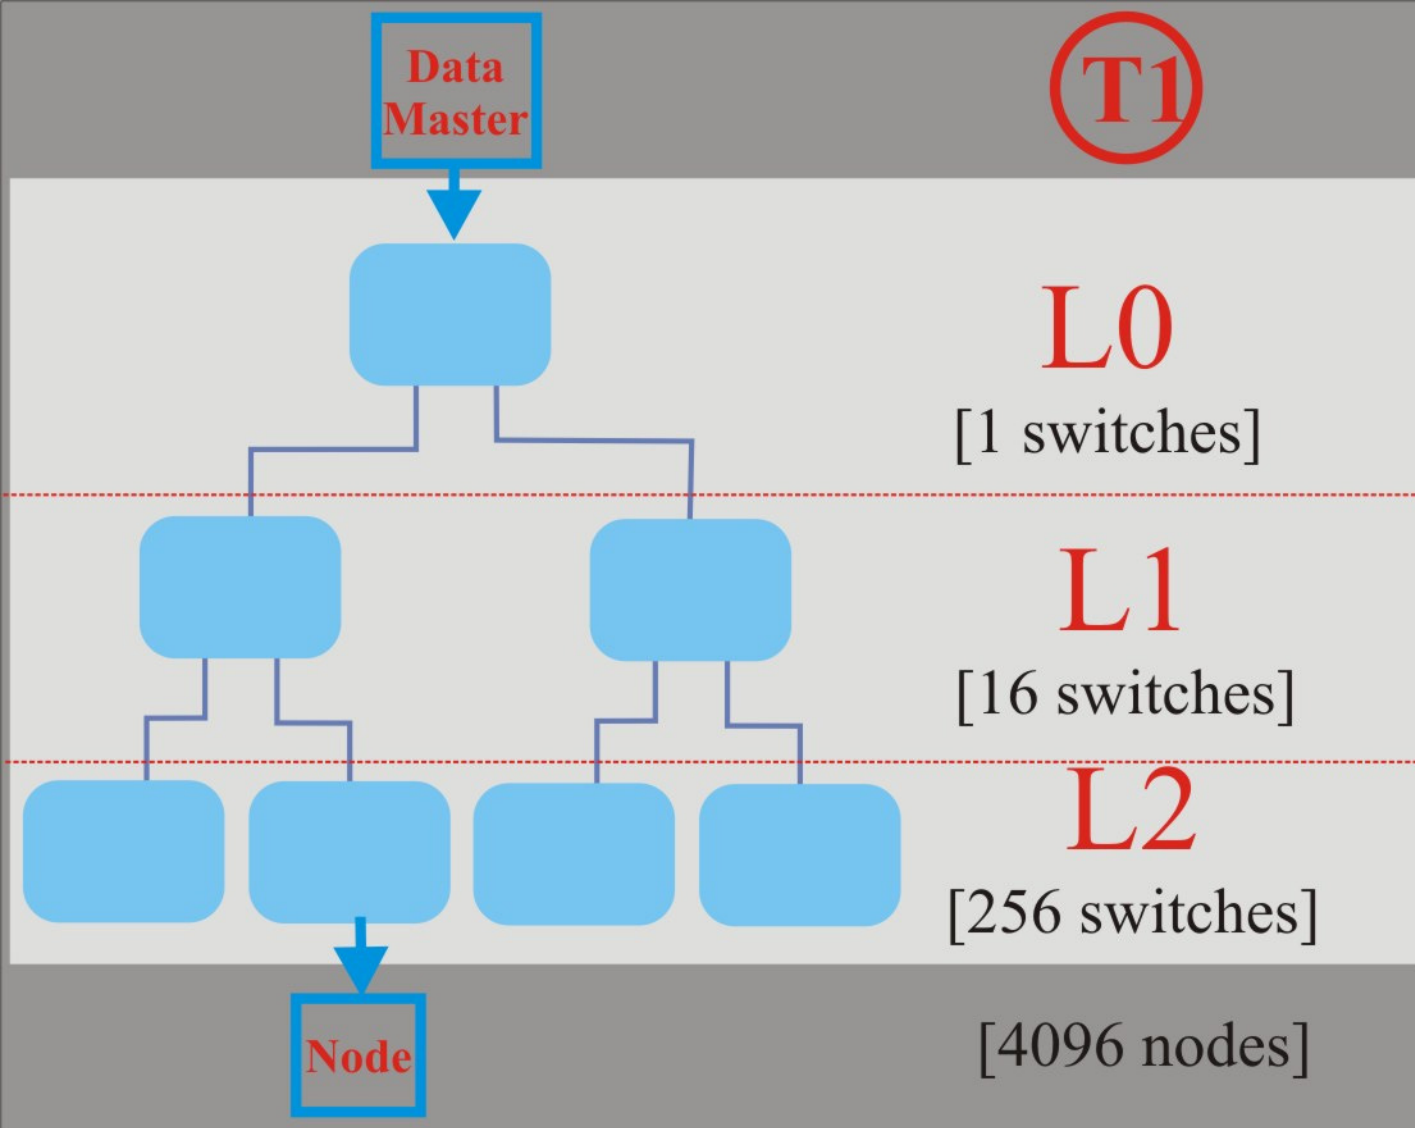 Data
Master
T1
L0
[1 switches]
L1
[16 switches]
L2
[256 switches]
Node
[4096 nodes]